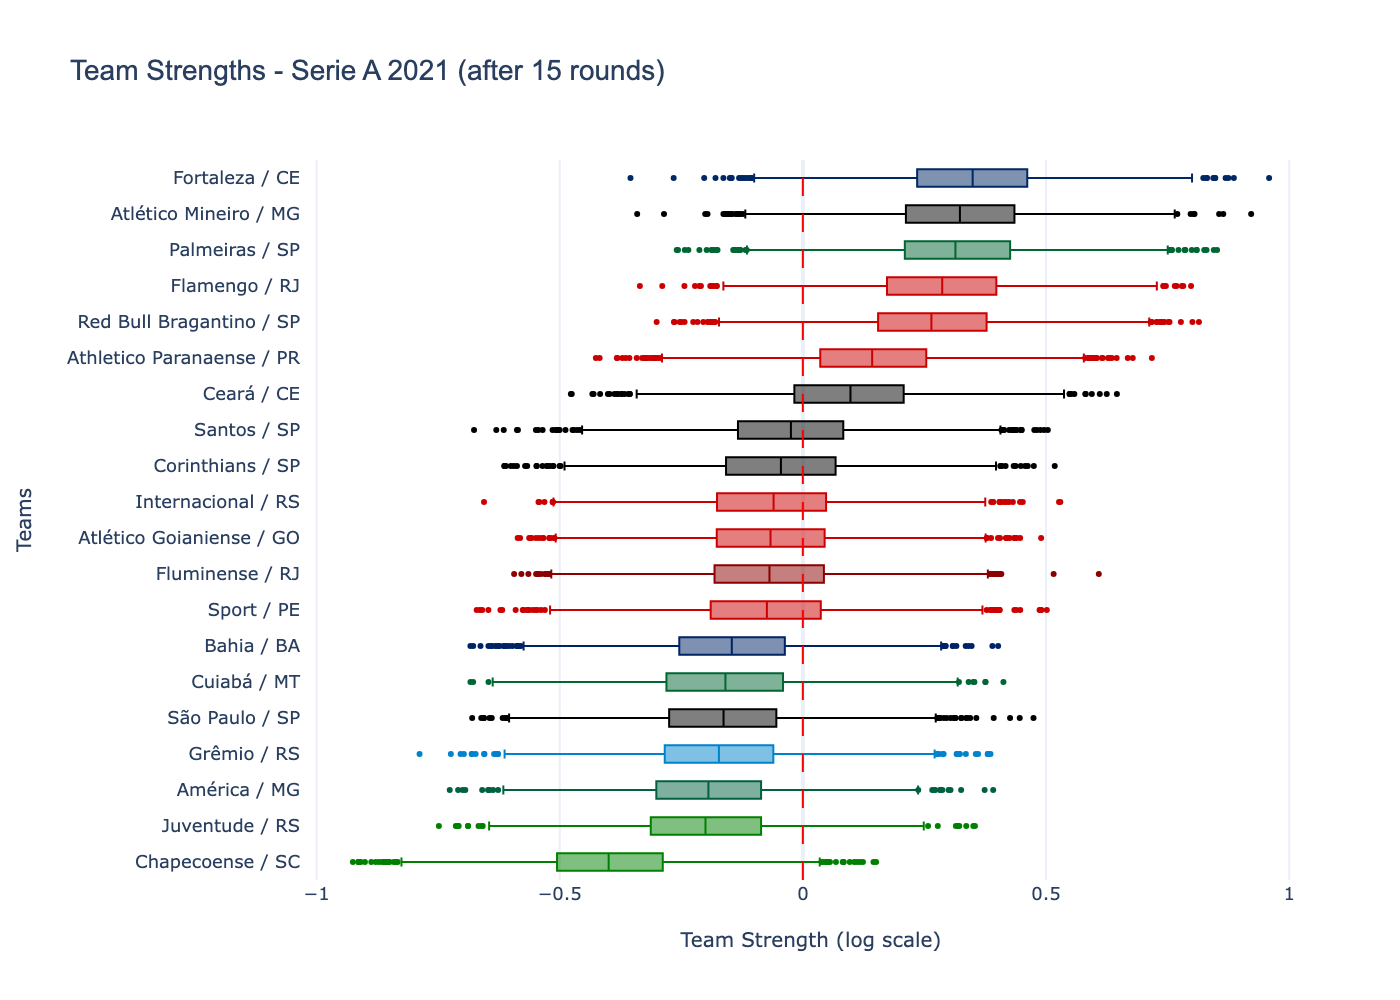 Team Strengths - Serie A 2021 (after 15 rounds)
Fortaleza / CE
Atlético Mineiro / MG
Palmeiras / SP
Flamengo / RJ
Red Bull Bragantino / SP
Athletico Paranaense / PR
Ceará / CE
Santos / SP
Corinthians / SP
Internacional / RS
Atlético Goianiense / GO
Fluminense / RJ
Sport / PE
Bahia / BA
Cuiabá / MT
São Paulo / SP
Grêmio / RS
América / MG
Juventude / RS
Chapecoense / SC
Teams
−1 −0.5 0 0.5 1
Team Strength (log scale)